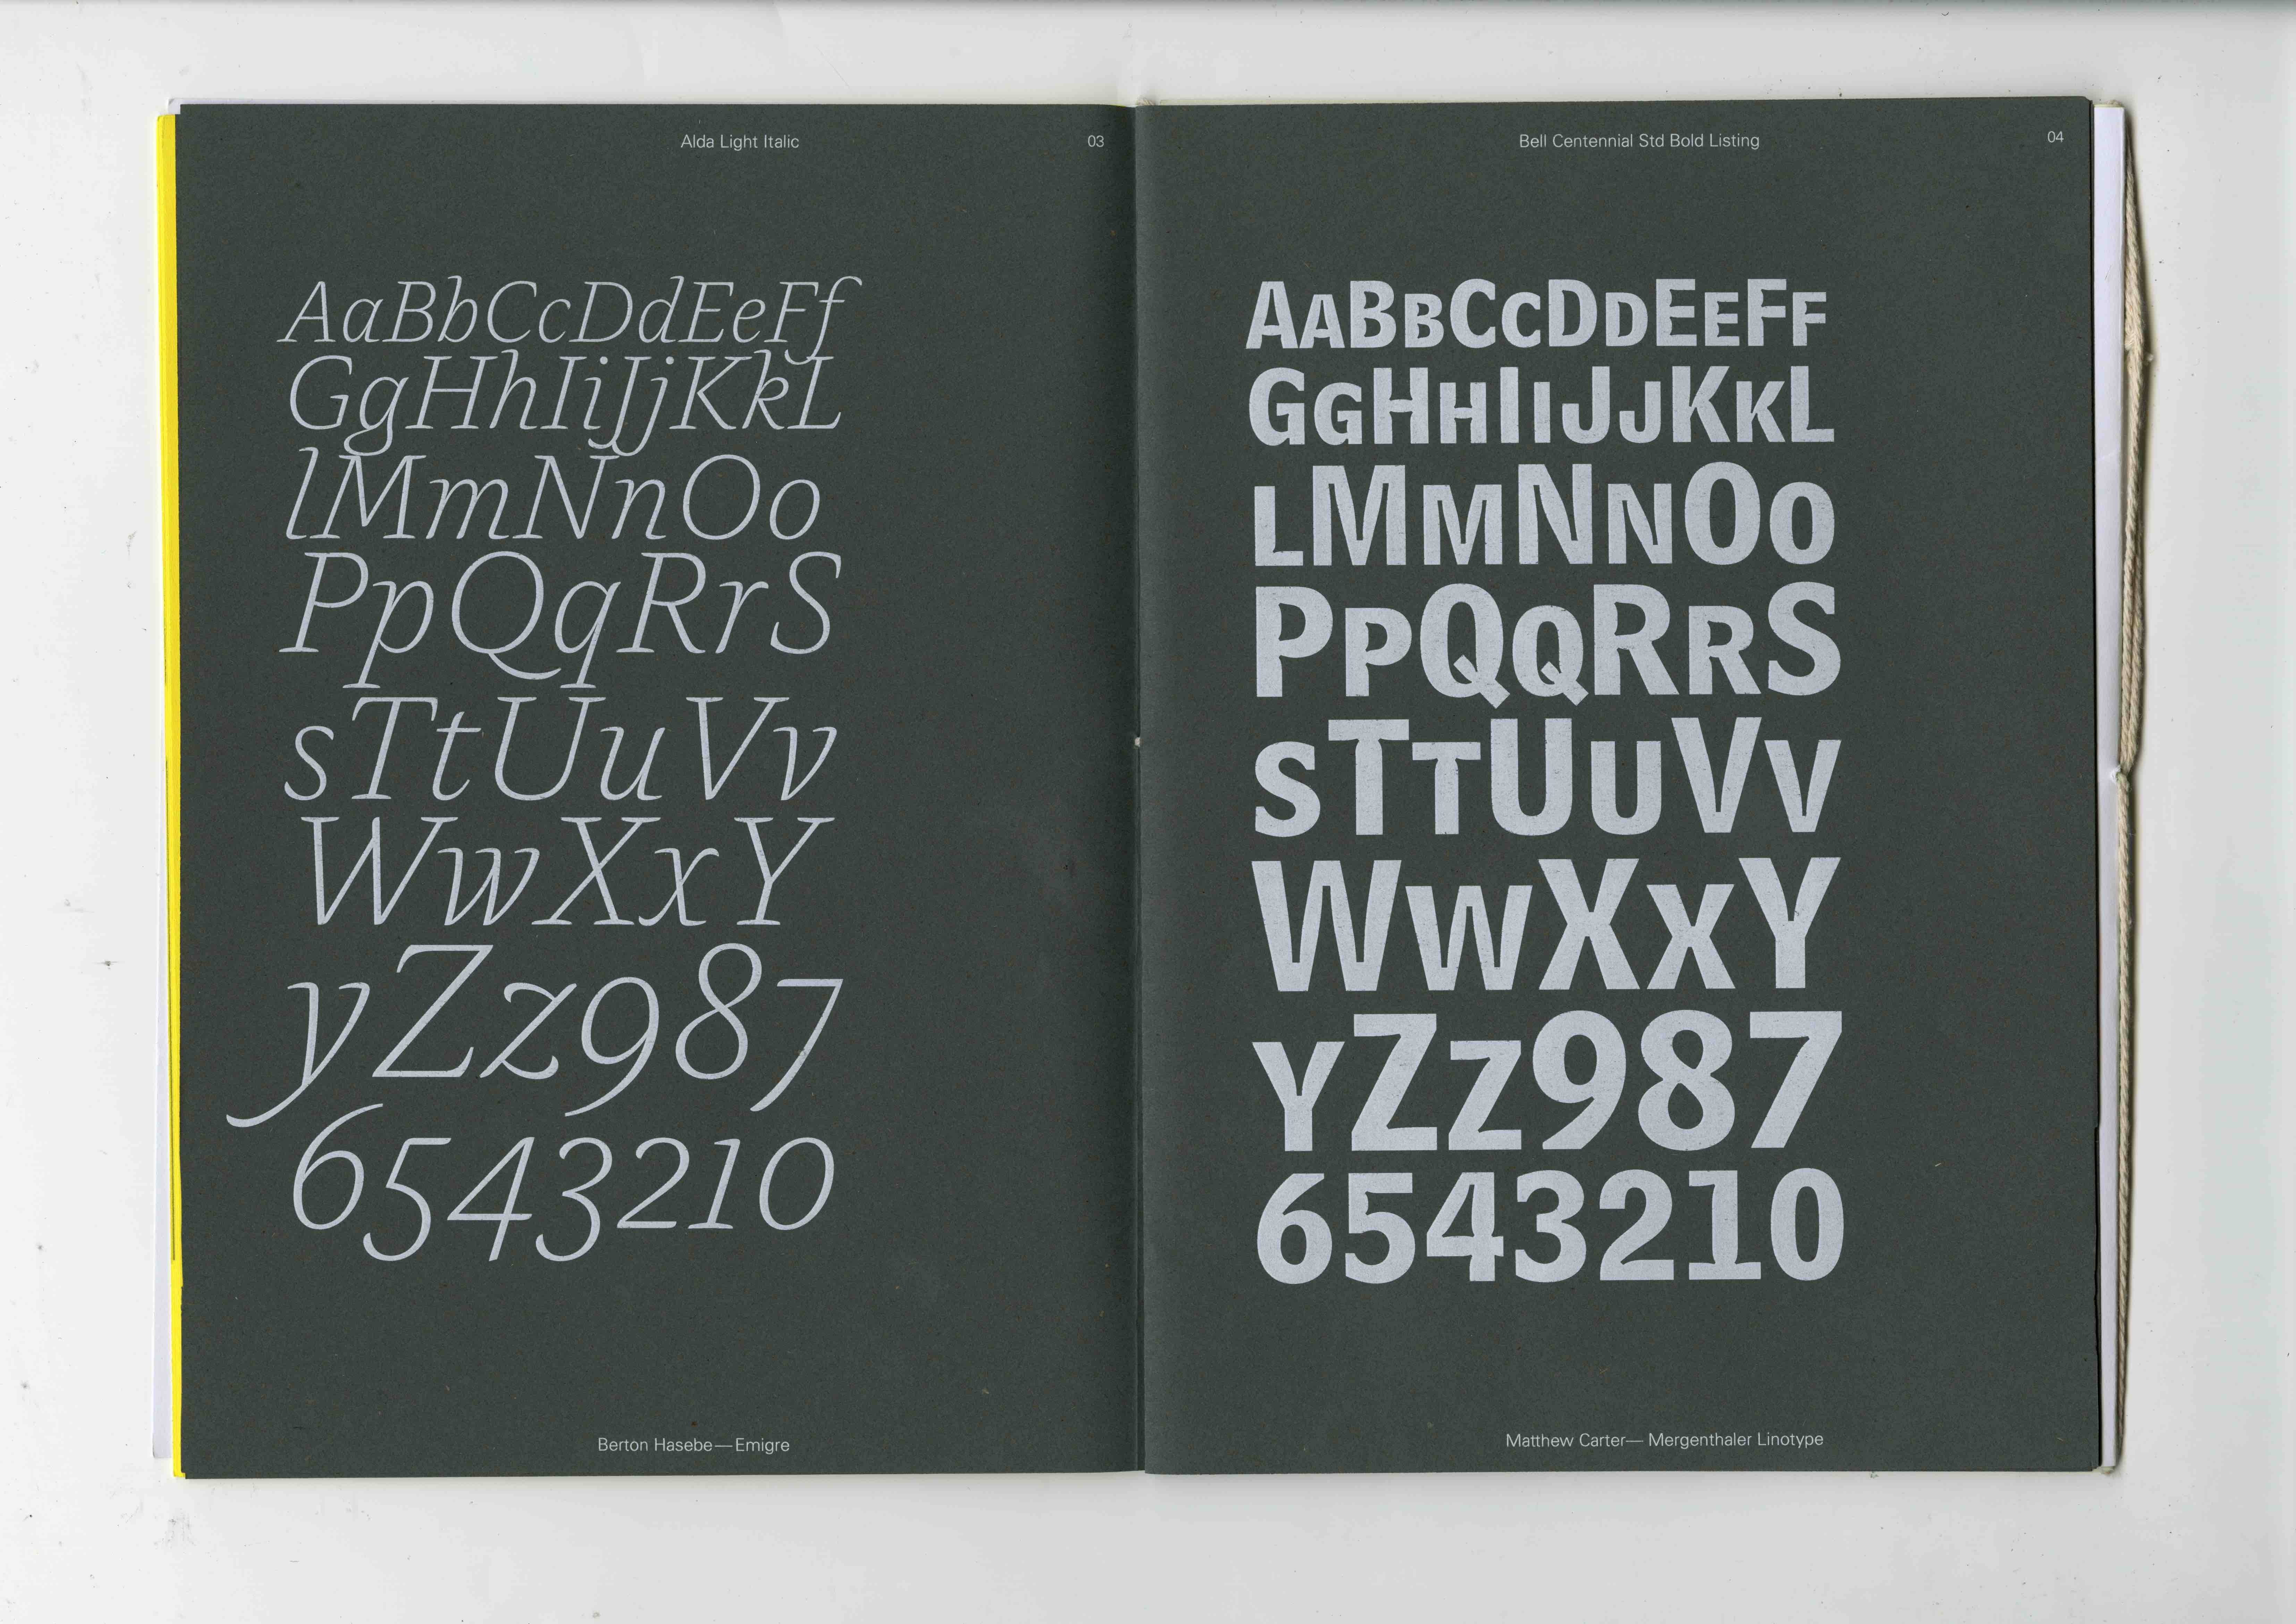 Alda Light Italic
03
AaBbCcDdEeFf
GgHhIiJjKkL
lMmNnOo
PpQqRrS
sTtUuVv
WwXxY
yZz987
6543210
Berton Hasebe—Emigre
Bell Centennial Std Bold Listing
04
AaBbCcDdEeFf
GgHhIiJjKkL
lMmNnOo
PpQqRrS
sTtUuVv
WwXxY
yZz987
6543210
Matthew Carter— Mergenthaler Linotype